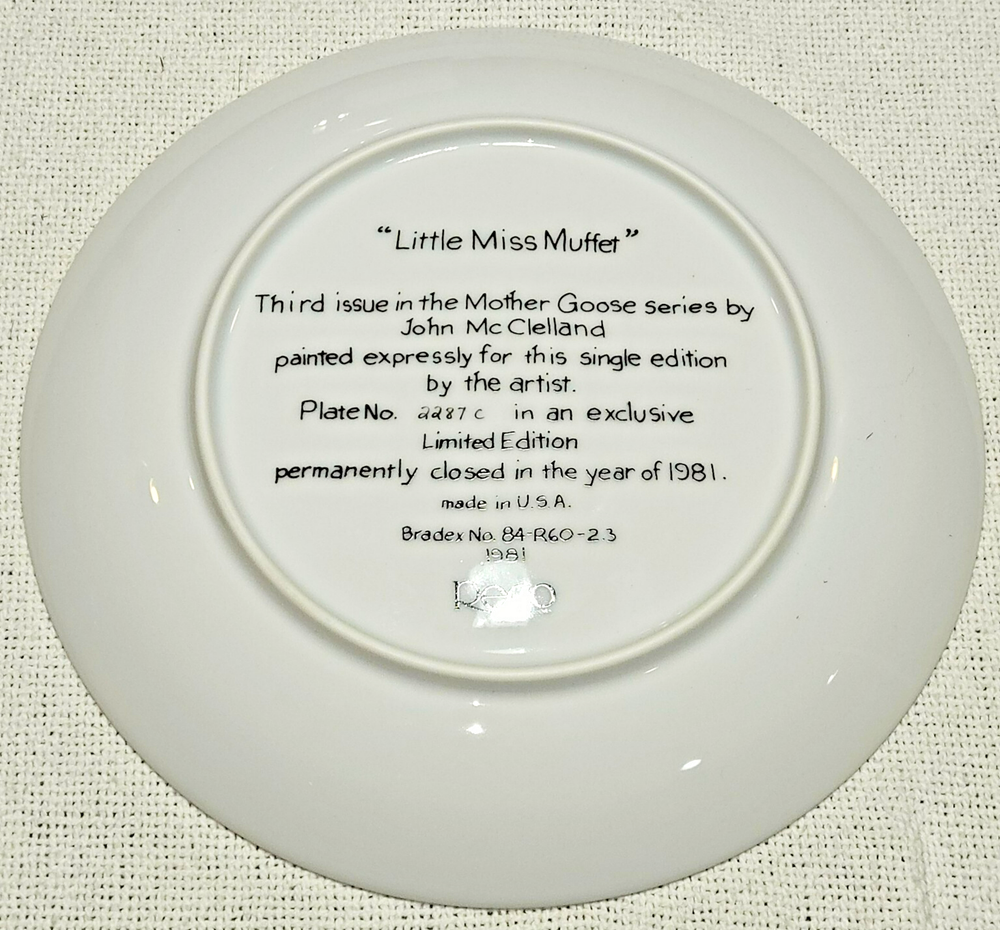 “Little Miss Muffet”
Third issue in the Mother Goose series by
John McClelland
painted expressly for this single edition
by the artist.
Plate No. 2287 c in an exclusive
Limited Edition
permanently closed in the year of 1981.
made in U.S.A.
Bradex No. 84-R60-2.3
1981